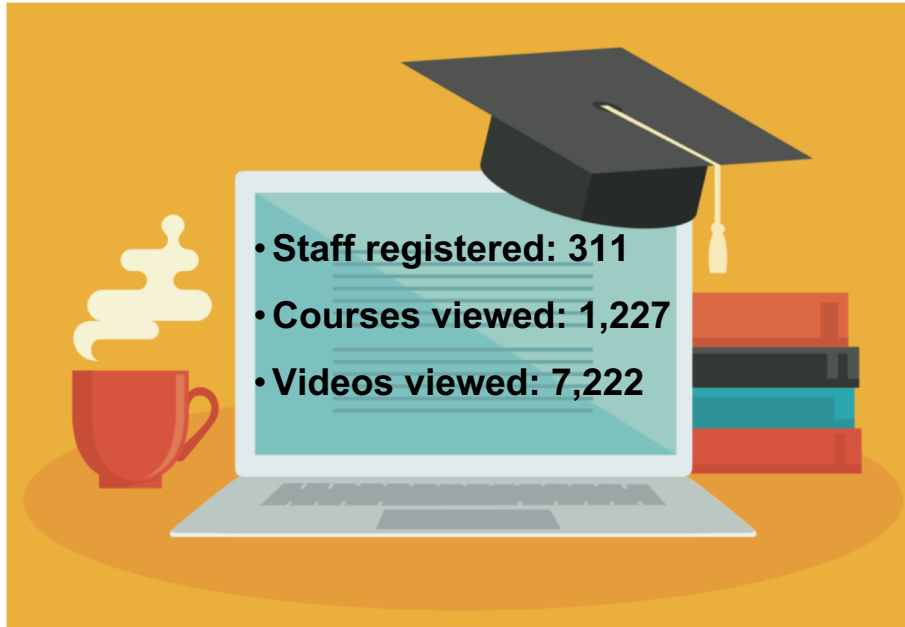 • Staff registered: 311
• Courses viewed: 1,227
• Videos viewed: 7,222